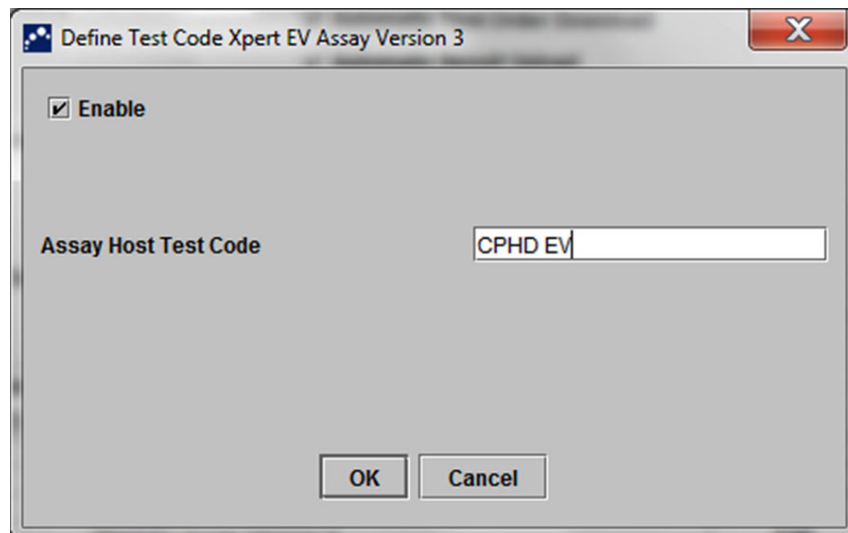 Define Test Code Xpert EV Assay Version 3
Enable
Assay Host Test Code
CPHD EV
OK
Cancel